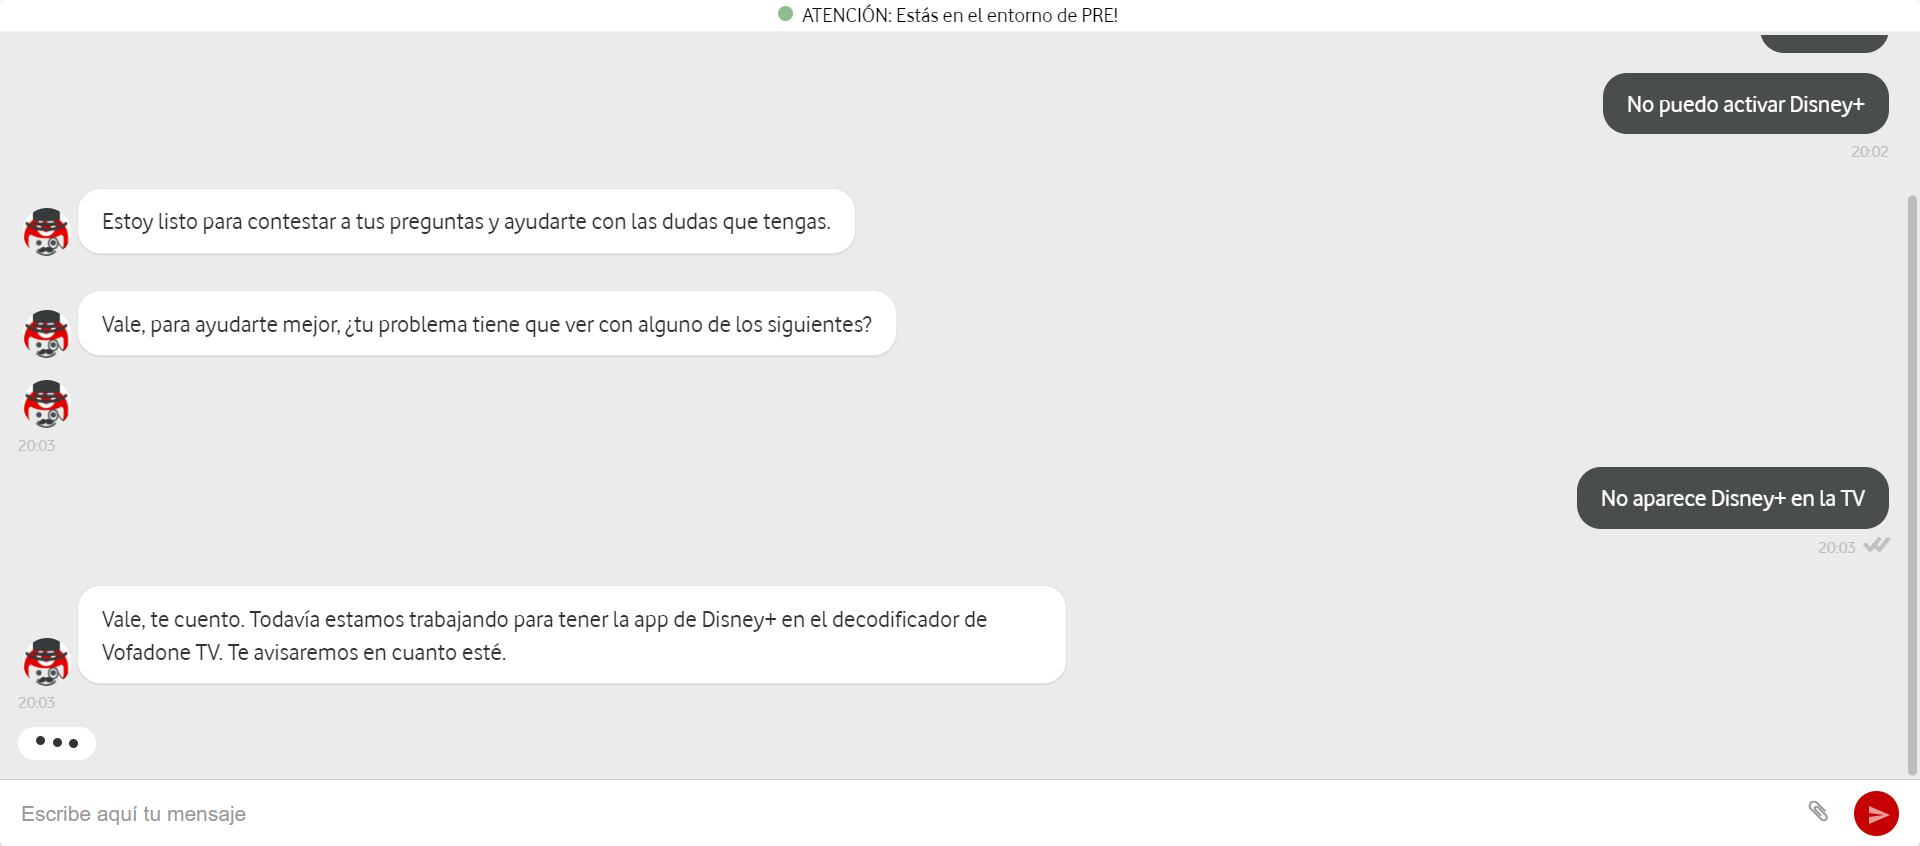 ATENCIÓN: Estás en el entorno de PRE!
No puedo activar Disney+
20:02
Estoy listo para contestar a tus preguntas y ayudarte con las dudas que tengas.
Vale, para ayudarte mejor, ¿tu problema tiene que ver con alguno de los siguientes?
20:03
No aparece Disney+ en la TV
20:03
Vale, te cuento. Todavía estamos trabajando para tener la app de Disney+ en el decodificador de
Vofadone TV. Te avisaremos en cuanto esté.
20:03
Escribe aquí tu mensaje